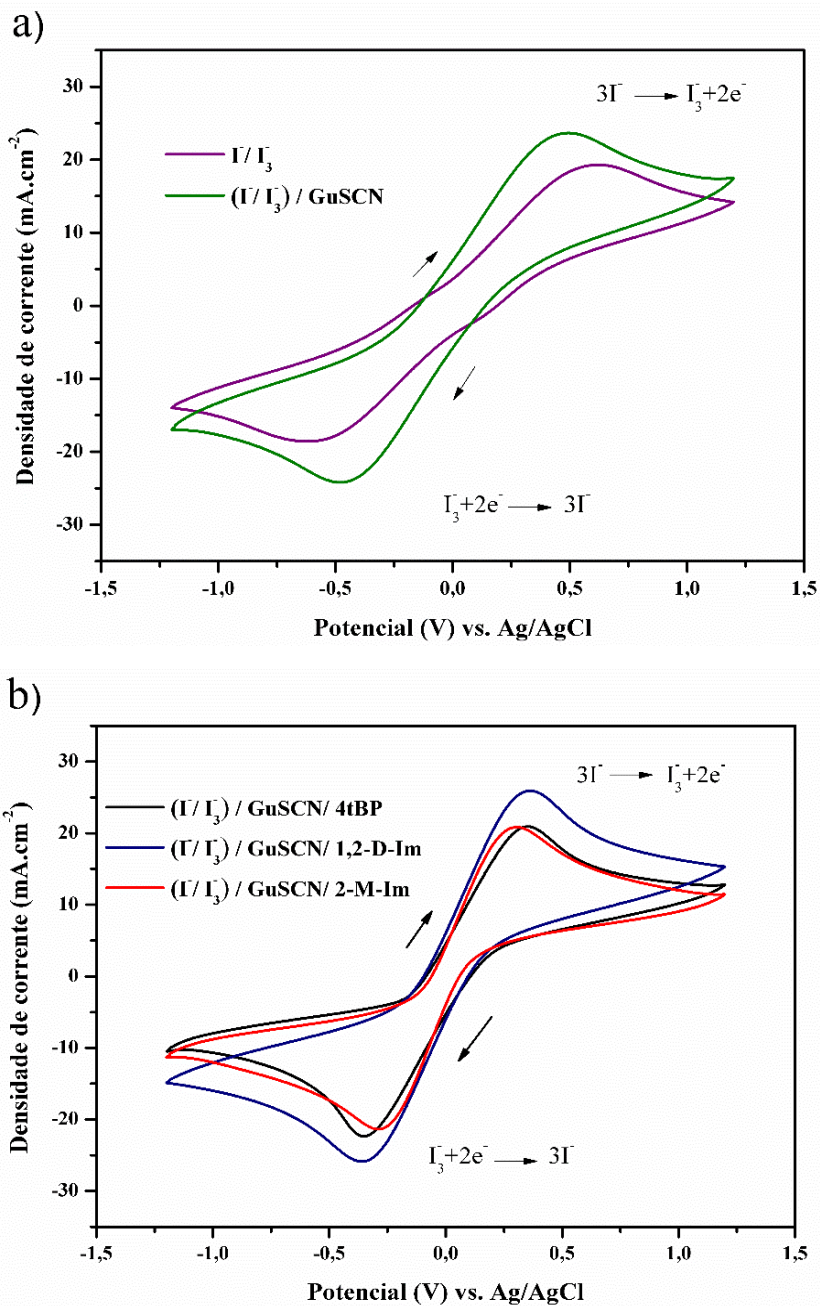 a)
30
20
10
0
-10
-20
-30
Densidade de corrente (mA.cm⁻²)
3I⁻ → I₃⁻+2e⁻
I⁻/ I₃⁻
(I⁻/ I₃⁻) / GuSCN
I₃⁻+2e⁻ → 3I⁻
-1,5 -1,0 -0,5 0,0 0,5 1,0 1,5
Potencial (V) vs. Ag/AgCl
b)
30
20
10
0
-10
-20
-30
Densidade de corrente (mA.cm⁻²)
3I⁻ → I₃⁻+2e⁻
(I⁻/ I₃⁻) / GuSCN/ 4tBP
(I⁻/ I₃⁻) / GuSCN/ 1,2-D-Im
(I⁻/ I₃⁻) / GuSCN/ 2-M-Im
I₃⁻+2e⁻ → 3I⁻
-1,5 -1,0 -0,5 0,0 0,5 1,0 1,5
Potencial (V) vs. Ag/AgCl